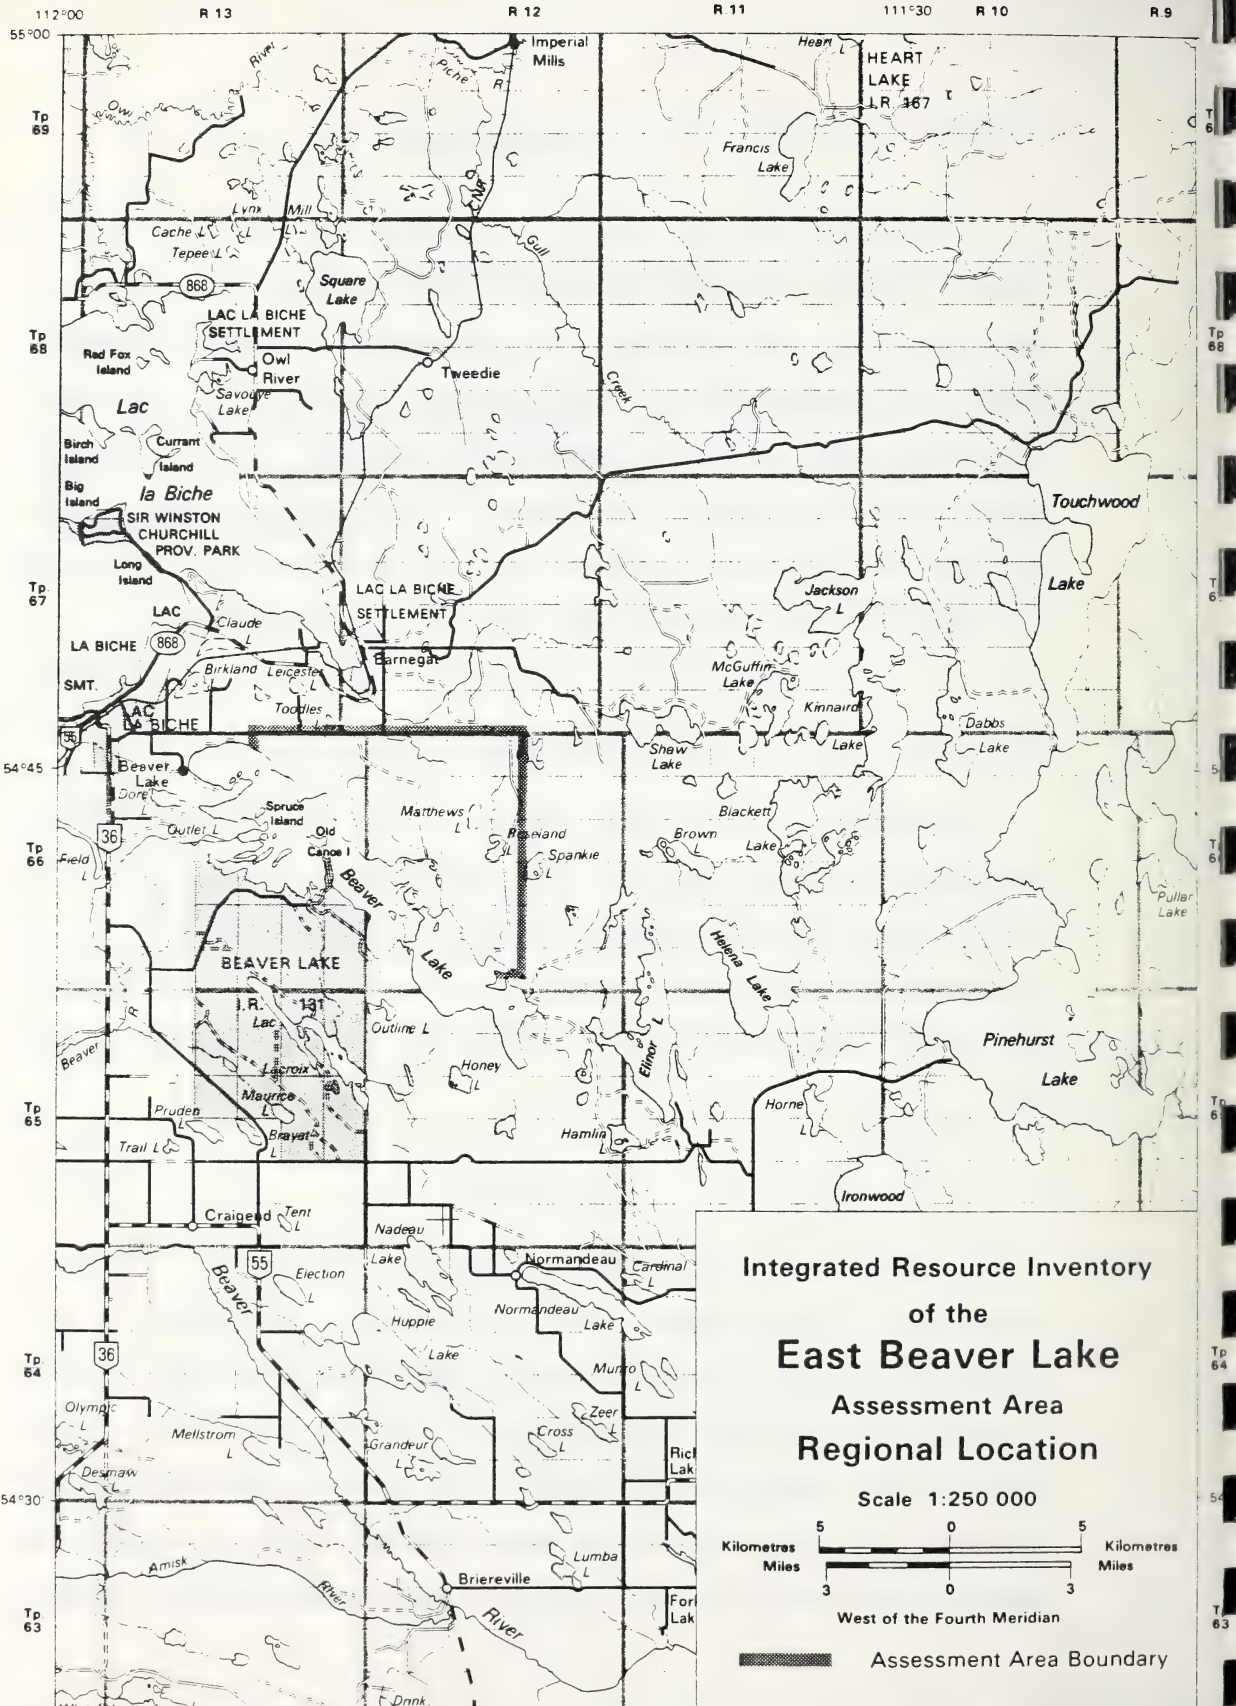 112°00
R 13
R 12
R.11
111°30
R 10
R.9
55°00
Imperial
Mills
Heart
L
HEART
LAKE
I.R. 167
River
Piche
R
Owl
Tp
69
Francis
Lake
CNR
Lynx
L
Mill
L
Cache L
Tepee L
Gull
Creek
868
Square
Lake
LAC LA BICHE
SETTLEMENT
Tp
68
Tp
68
Red Fox
Island
Owl
River
Tweedie
Savouye
Lake
Lac
Birch
Island
Currant
Island
Big
Island
la Biche
SIR WINSTON
CHURCHILL
PROV. PARK
Touchwood
Lake
Long
Island
Tp.
67
LAC LA BICHE
SETTLEMENT
Jackson
L
LAC
LA BICHE
SMT.
868
Claude
L
Birkland
Leicester
L
Barnegat
McGuffin
Lake
Toodles
L
Kinnaird
Lake
Dabbs
Lake
LAC
LA BICHE
55
Shaw
Lake
54°45
Beaver
Lake
Dore
L
Spruce
Island
Matthews
L
Blackett
Lake
Outlet L
Old
Canoe I
Roseland
L
Spankie
L
Brown
L
36
Tp
66
Field
L
Beaver
Lake
Pullar
Lake
Helena Lake
BEAVER LAKE
I.R. 131
Lac
Outline L
R
Beaver
Elinor L
Pinehurst
Lake
Lacroix
Honey
L
Maurice
L
Horne
L
Tp
65
Pruden
L
Brayet
L
Hamlin
L
Trail L
Ironwood
Craigend
Tent
L
Nadeau
Lake
55
Normandeau
Cardinal
L
Beaver
Election
L
Normandeau
Lake
Huppie
Lake
36
Tp
64
Tp
64
Munro
L
Olympic
L
Mellstrom
L
Zeer
L
Cross
L
Grandeur
L
Desmaw
L
54°30
Amisk
River
Lumba
L
Briereville
River
Tp
63
63
Drink
Integrated Resource Inventory
of the
East Beaver Lake
Assessment Area
Regional Location
Scale 1:250 000
5 0 5
Kilometres Kilometres
Miles Miles
3 0 3
West of the Fourth Meridian
Assessment Area Boundary